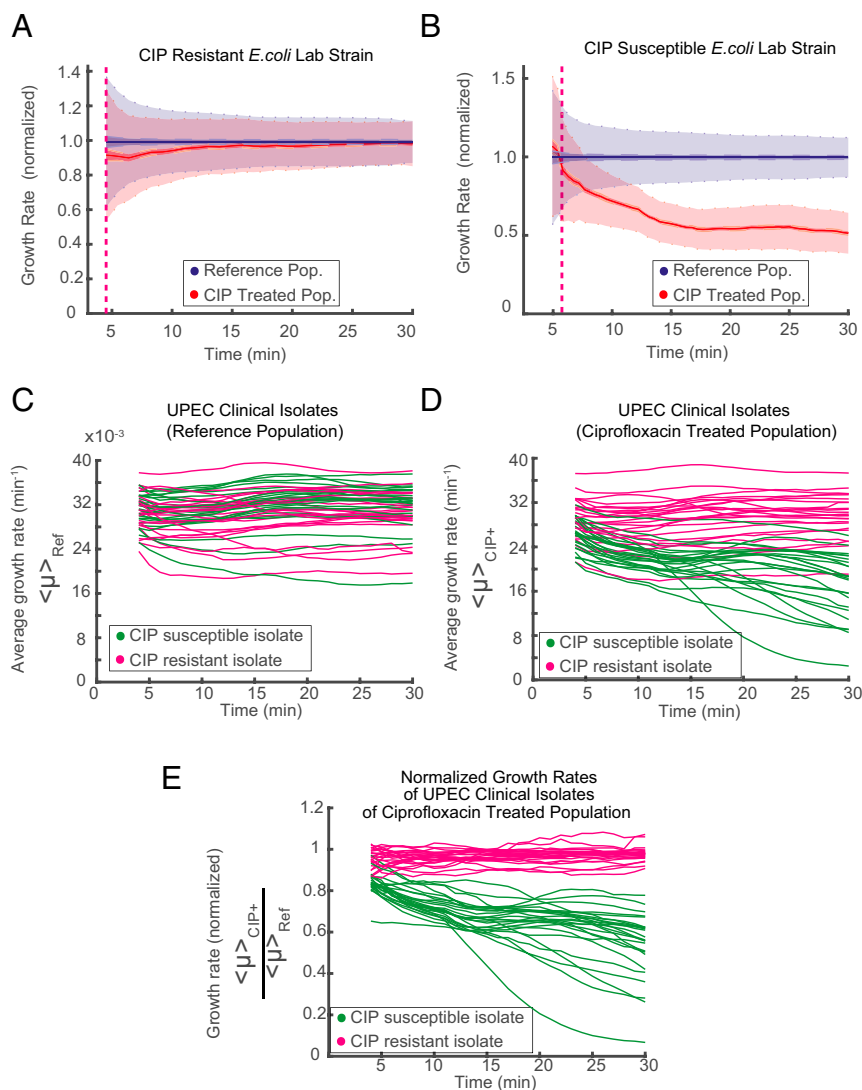 A
CIP Resistant E.coli Lab Strain
Growth Rate (normalized)
1.4
1.2
1.0
0.8
0.6
0.4
0.2
0
Reference Pop.
CIP Treated Pop.
5 10 15 20 25 30
Time (min)
B
CIP Susceptible E.coli Lab Strain
Growth Rate (normalized)
1.5
1.0
0.5
0
Reference Pop.
CIP Treated Pop.
5 10 15 20 25 30
Time (min)
C
UPEC Clinical Isolates
(Reference Population)
x10-3
Average growth rate (min-1)
<μ>Ref
40
32
24
16
8
0
CIP susceptible isolate
CIP resistant isolate
0 5 10 15 20 25 30
Time (min)
D
UPEC Clinical Isolates
(Ciprofloxacin Treated Population)
Average growth rate (min-1)
<μ>CIP+
40
32
24
16
8
0
CIP susceptible isolate
CIP resistant isolate
0 5 10 15 20 25 30
Time (min)
E
Normalized Growth Rates
of UPEC Clinical Isolates
of Ciprofloxacin Treated Population
Growth rate (normalized)
<μ>CIP+
<μ>Ref
1.2
1
0.8
0.6
0.4
0.2
0
CIP susceptible isolate
CIP resistant isolate
5 10 15 20 25 30
Time (min)